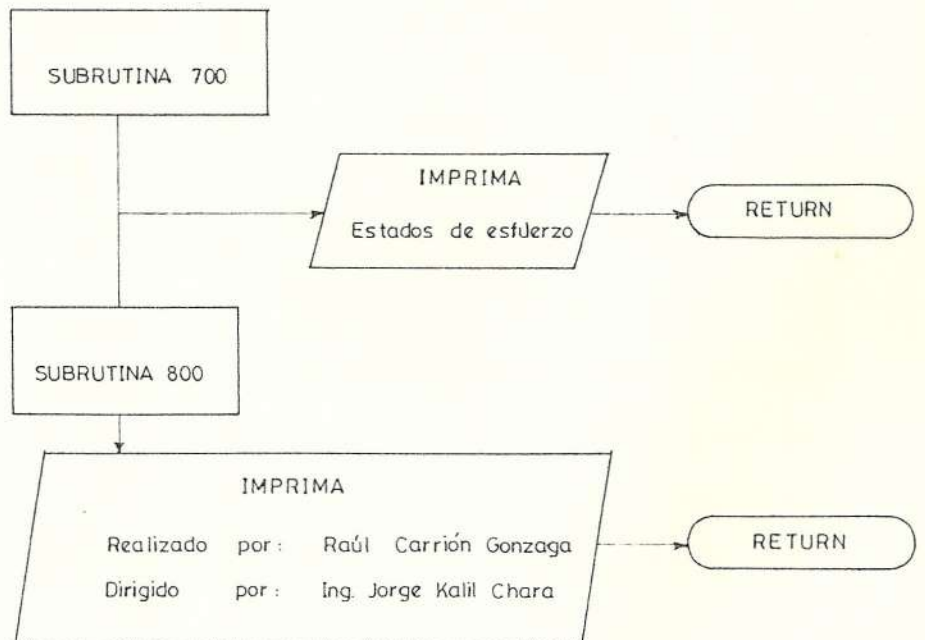 SUBRUTINA 700
IMPRIMA
Estados de esfuerzo
RETURN
SUBRUTINA 800
IMPRIMA
Realizado por: Raúl Carrión Gonzaga
Dirigido por: Ing. Jorge Kalil Chara
RETURN